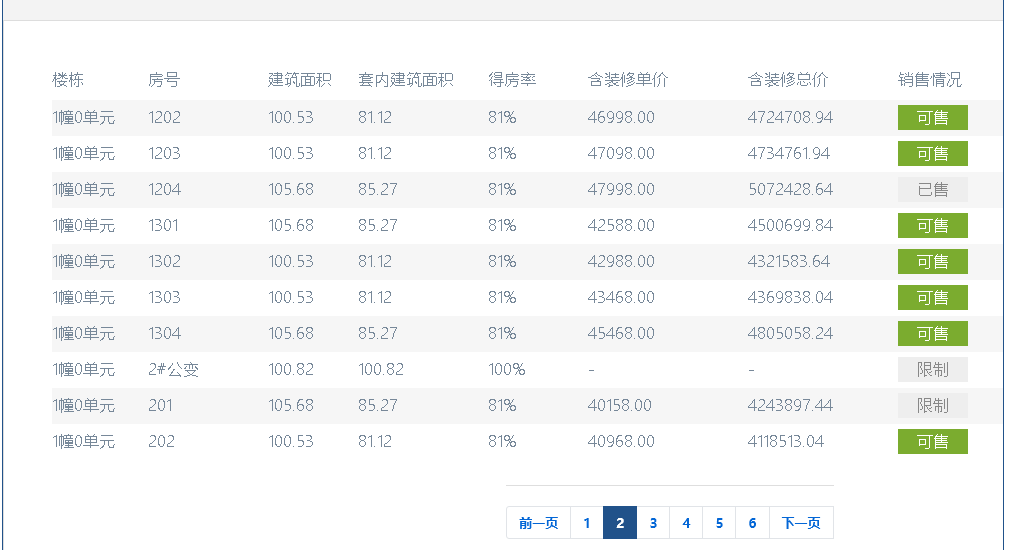 楼栋 房号 建筑面积 套内建筑面积 得房率 含装修单价 含装修总价 销售情况
1幢0单元 1202 100.53 81.12 81% 46998.00 4724708.94 可售
1幢0单元 1203 100.53 81.12 81% 47098.00 4734761.94 可售
1幢0单元 1204 105.68 85.27 81% 47998.00 5072428.64 已售
1幢0单元 1301 105.68 85.27 81% 42588.00 4500699.84 可售
1幢0单元 1302 100.53 81.12 81% 42988.00 4321583.64 可售
1幢0单元 1303 100.53 81.12 81% 43468.00 4369838.04 可售
1幢0单元 1304 105.68 85.27 81% 45468.00 4805058.24 可售
1幢0单元 2#公变 100.82 100.82 100% - - 限制
1幢0单元 201 105.68 85.27 81% 40158.00 4243897.44 限制
1幢0单元 202 100.53 81.12 81% 40968.00 4118513.04 可售
前一页 1 2 3 4 5 6 下一页